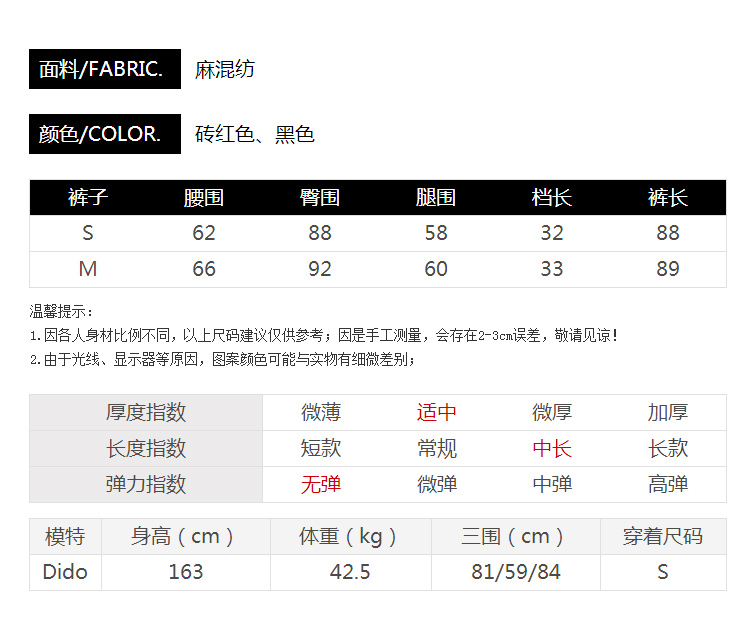 面料/FABRIC. 麻混纺
颜色/COLOR. 砖红色、黑色
裤子 腰围 臀围 腿围 档长 裤长
S 62 88 58 32 88
M 66 92 60 33 89
温馨提示：
1.因各人身材比例不同，以上尺码建议仅供参考；因是手工测量，会存在2-3cm误差，敬请见谅！
2.由于光线、显示器等原因，图案颜色可能与实物有细微差别；
厚度指数 微薄 适中 微厚 加厚
长度指数 短款 常规 中长 长款
弹力指数 无弹 微弹 中弹 高弹
模特 身高（cm） 体重（kg） 三围（cm） 穿着尺码
Dido 163 42.5 81/59/84 S